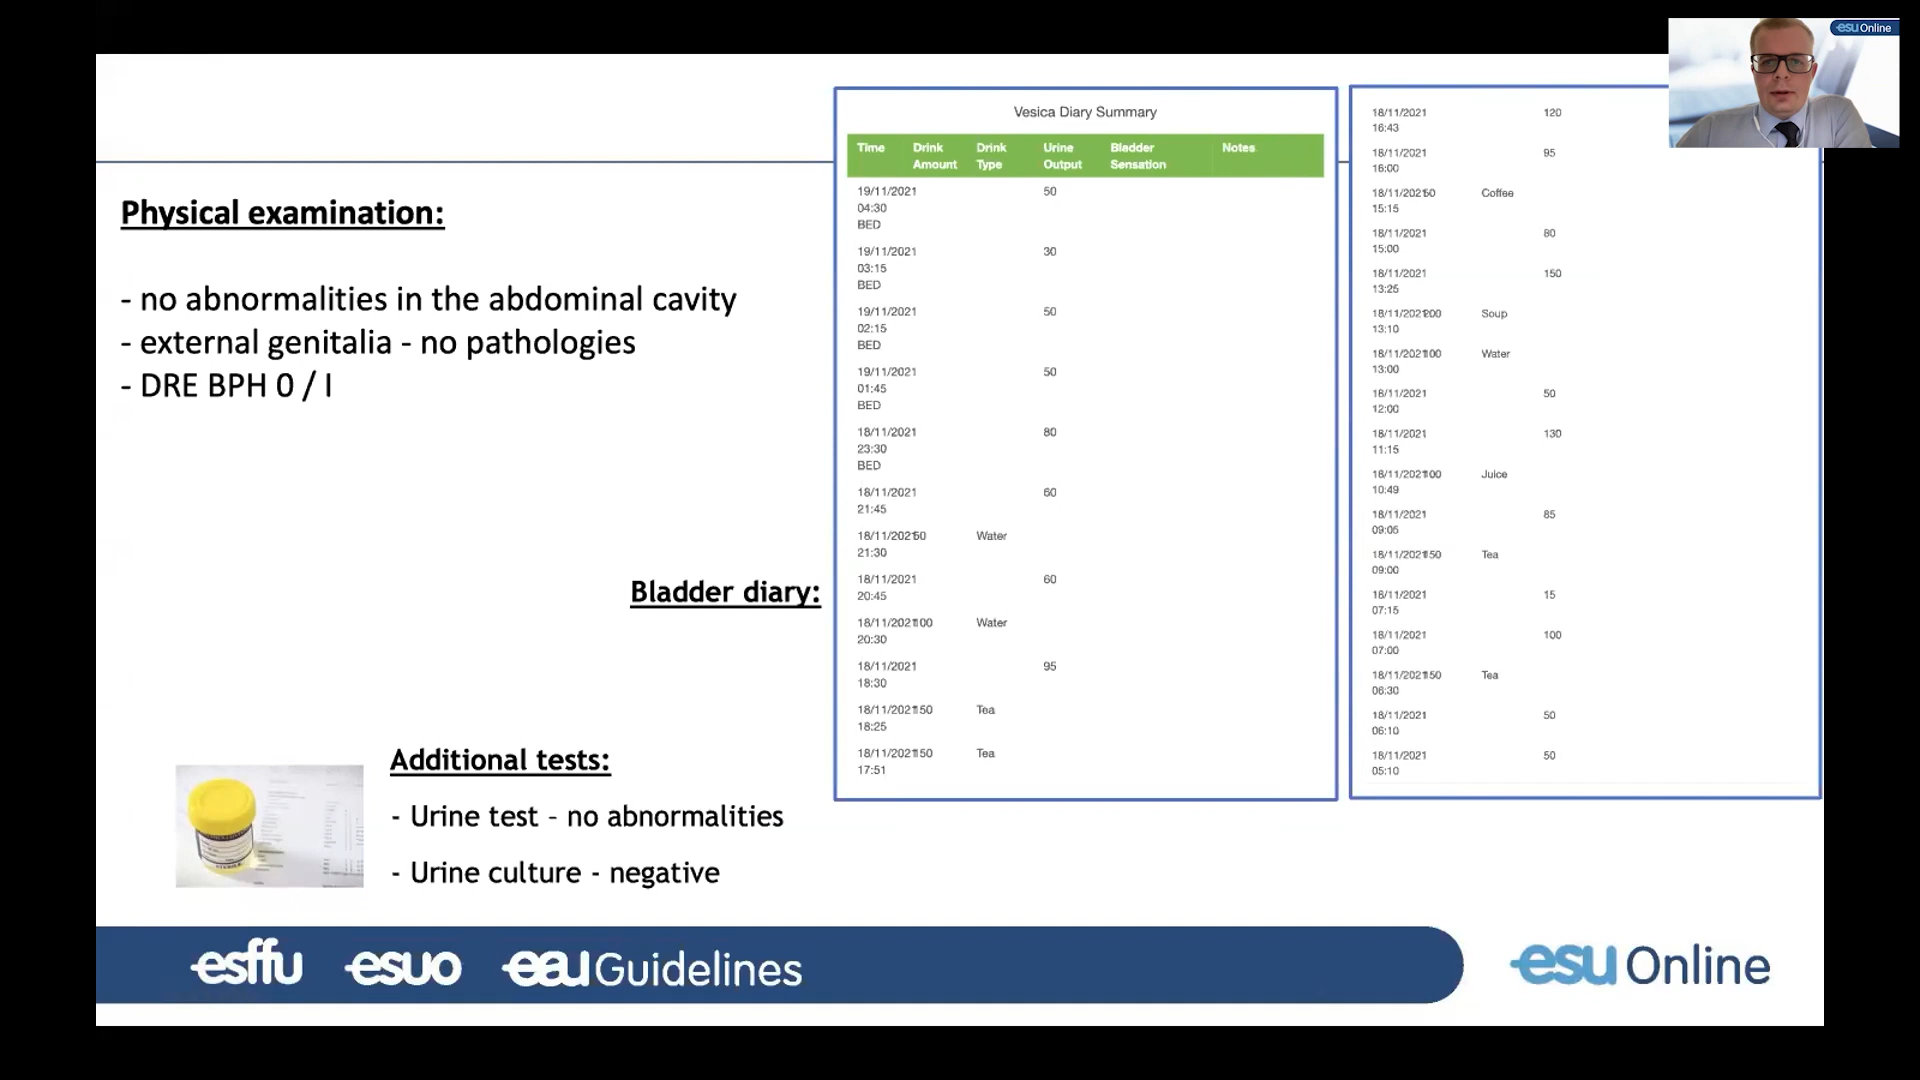 esu Online
Physical examination:
- no abnormalities in the abdominal cavity
- external genitalia - no pathologies
- DRE BPH 0 / I
Bladder diary:
Vesica Diary Summary
Time Drink Amount Drink Type Urine Output Bladder Sensation Notes
19/11/2021 50
04:30
BED
19/11/2021 30
03:15
BED
19/11/2021 50
02:15
BED
19/11/2021 50
01:45
BED
18/11/2021 80
23:30
BED
18/11/2021 60
21:45
18/11/2021 50 Water
21:30
18/11/2021 60
20:45
18/11/2021 100 Water
20:30
18/11/2021 95
18:30
18/11/2021 150 Tea
18:25
18/11/2021 150 Tea
17:51
18/11/2021 120
16:43
18/11/2021 95
16:00
18/11/2021 50 Coffee
15:15
18/11/2021 80
15:00
18/11/2021 150
13:25
18/11/2021 200 Soup
13:10
18/11/2021 100 Water
13:00
18/11/2021 50
12:00
18/11/2021 130
11:15
18/11/2021 100 Juice
10:49
18/11/2021 85
09:05
18/11/2021 150 Tea
09:00
18/11/2021 15
07:15
18/11/2021 100
07:00
18/11/2021 150 Tea
06:30
18/11/2021 50
06:10
18/11/2021 50
05:10
Additional tests:
- Urine test – no abnormalities
- Urine culture - negative
esffu esuo eau Guidelines
esu Online